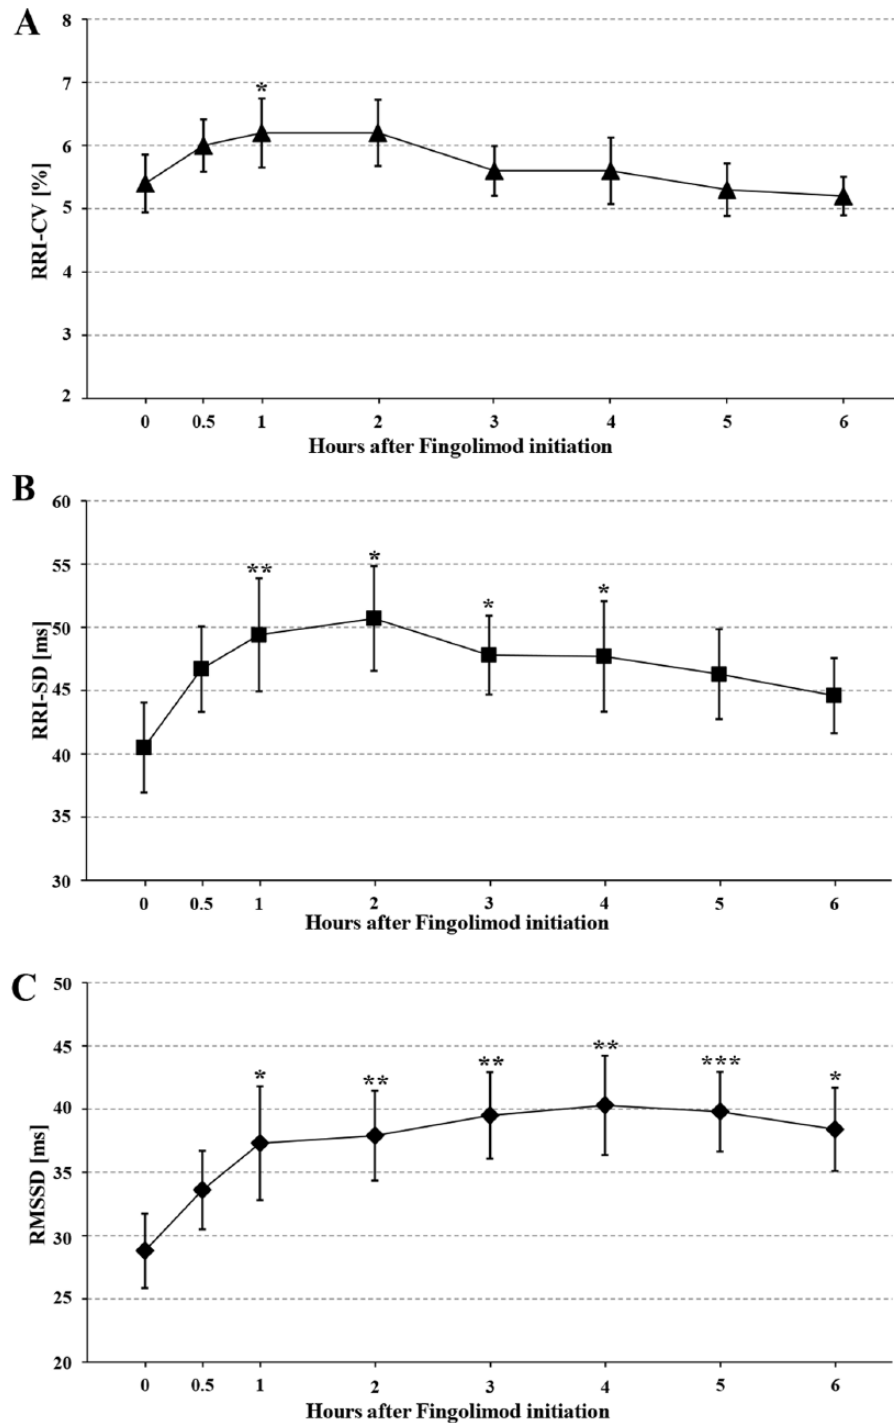 A
RRI-CV [%]
8
7
6
5
4
3
2
*
0 0.5 1 2 3 4 5 6
Hours after Fingolimod initiation
B
RRI-SD [ms]
60
55
50
45
40
35
30
** * * *
0 0.5 1 2 3 4 5 6
Hours after Fingolimod initiation
C
RMSSD [ms]
50
45
40
35
30
25
20
* ** ** ** *** *
0 0.5 1 2 3 4 5 6
Hours after Fingolimod initiation